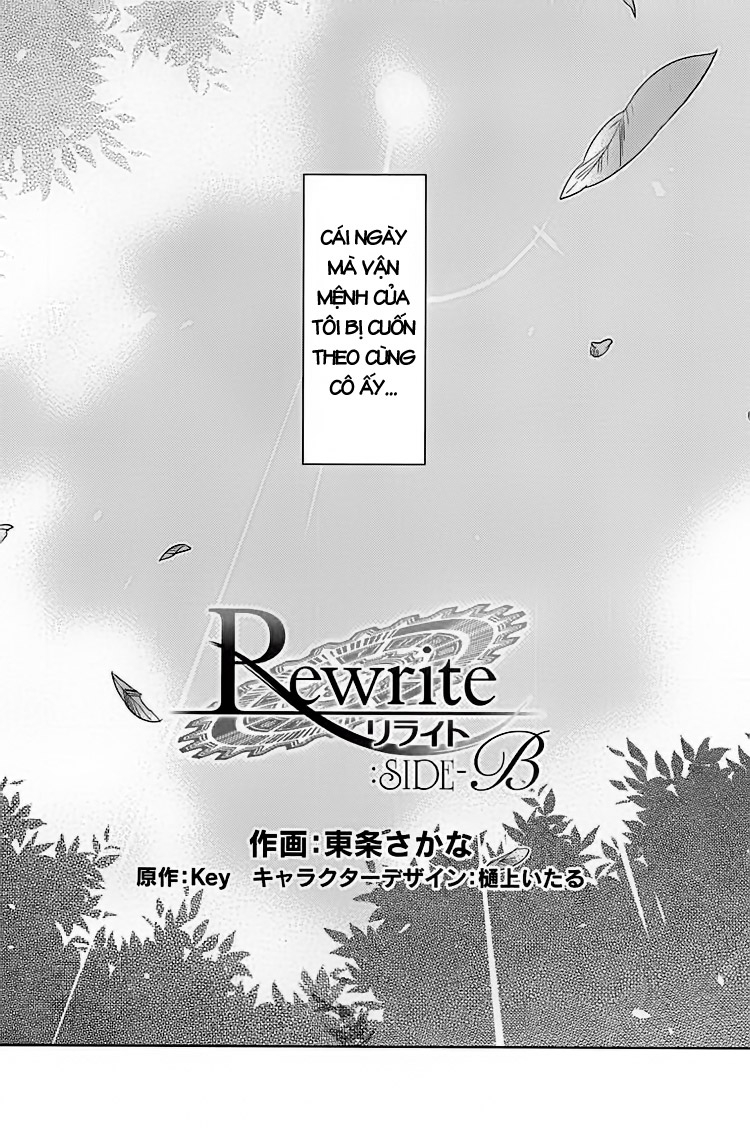 CÁI NGÀY
MÀ VẬN
MỆNH CỦA
TÔI BỊ CUỐN
THEO CÙNG
CÔ ẤY...
Rewrite
リライト
:SIDE-B
作画：東条さかな
原作：Key　キャラクターデザイン：樋上いたる